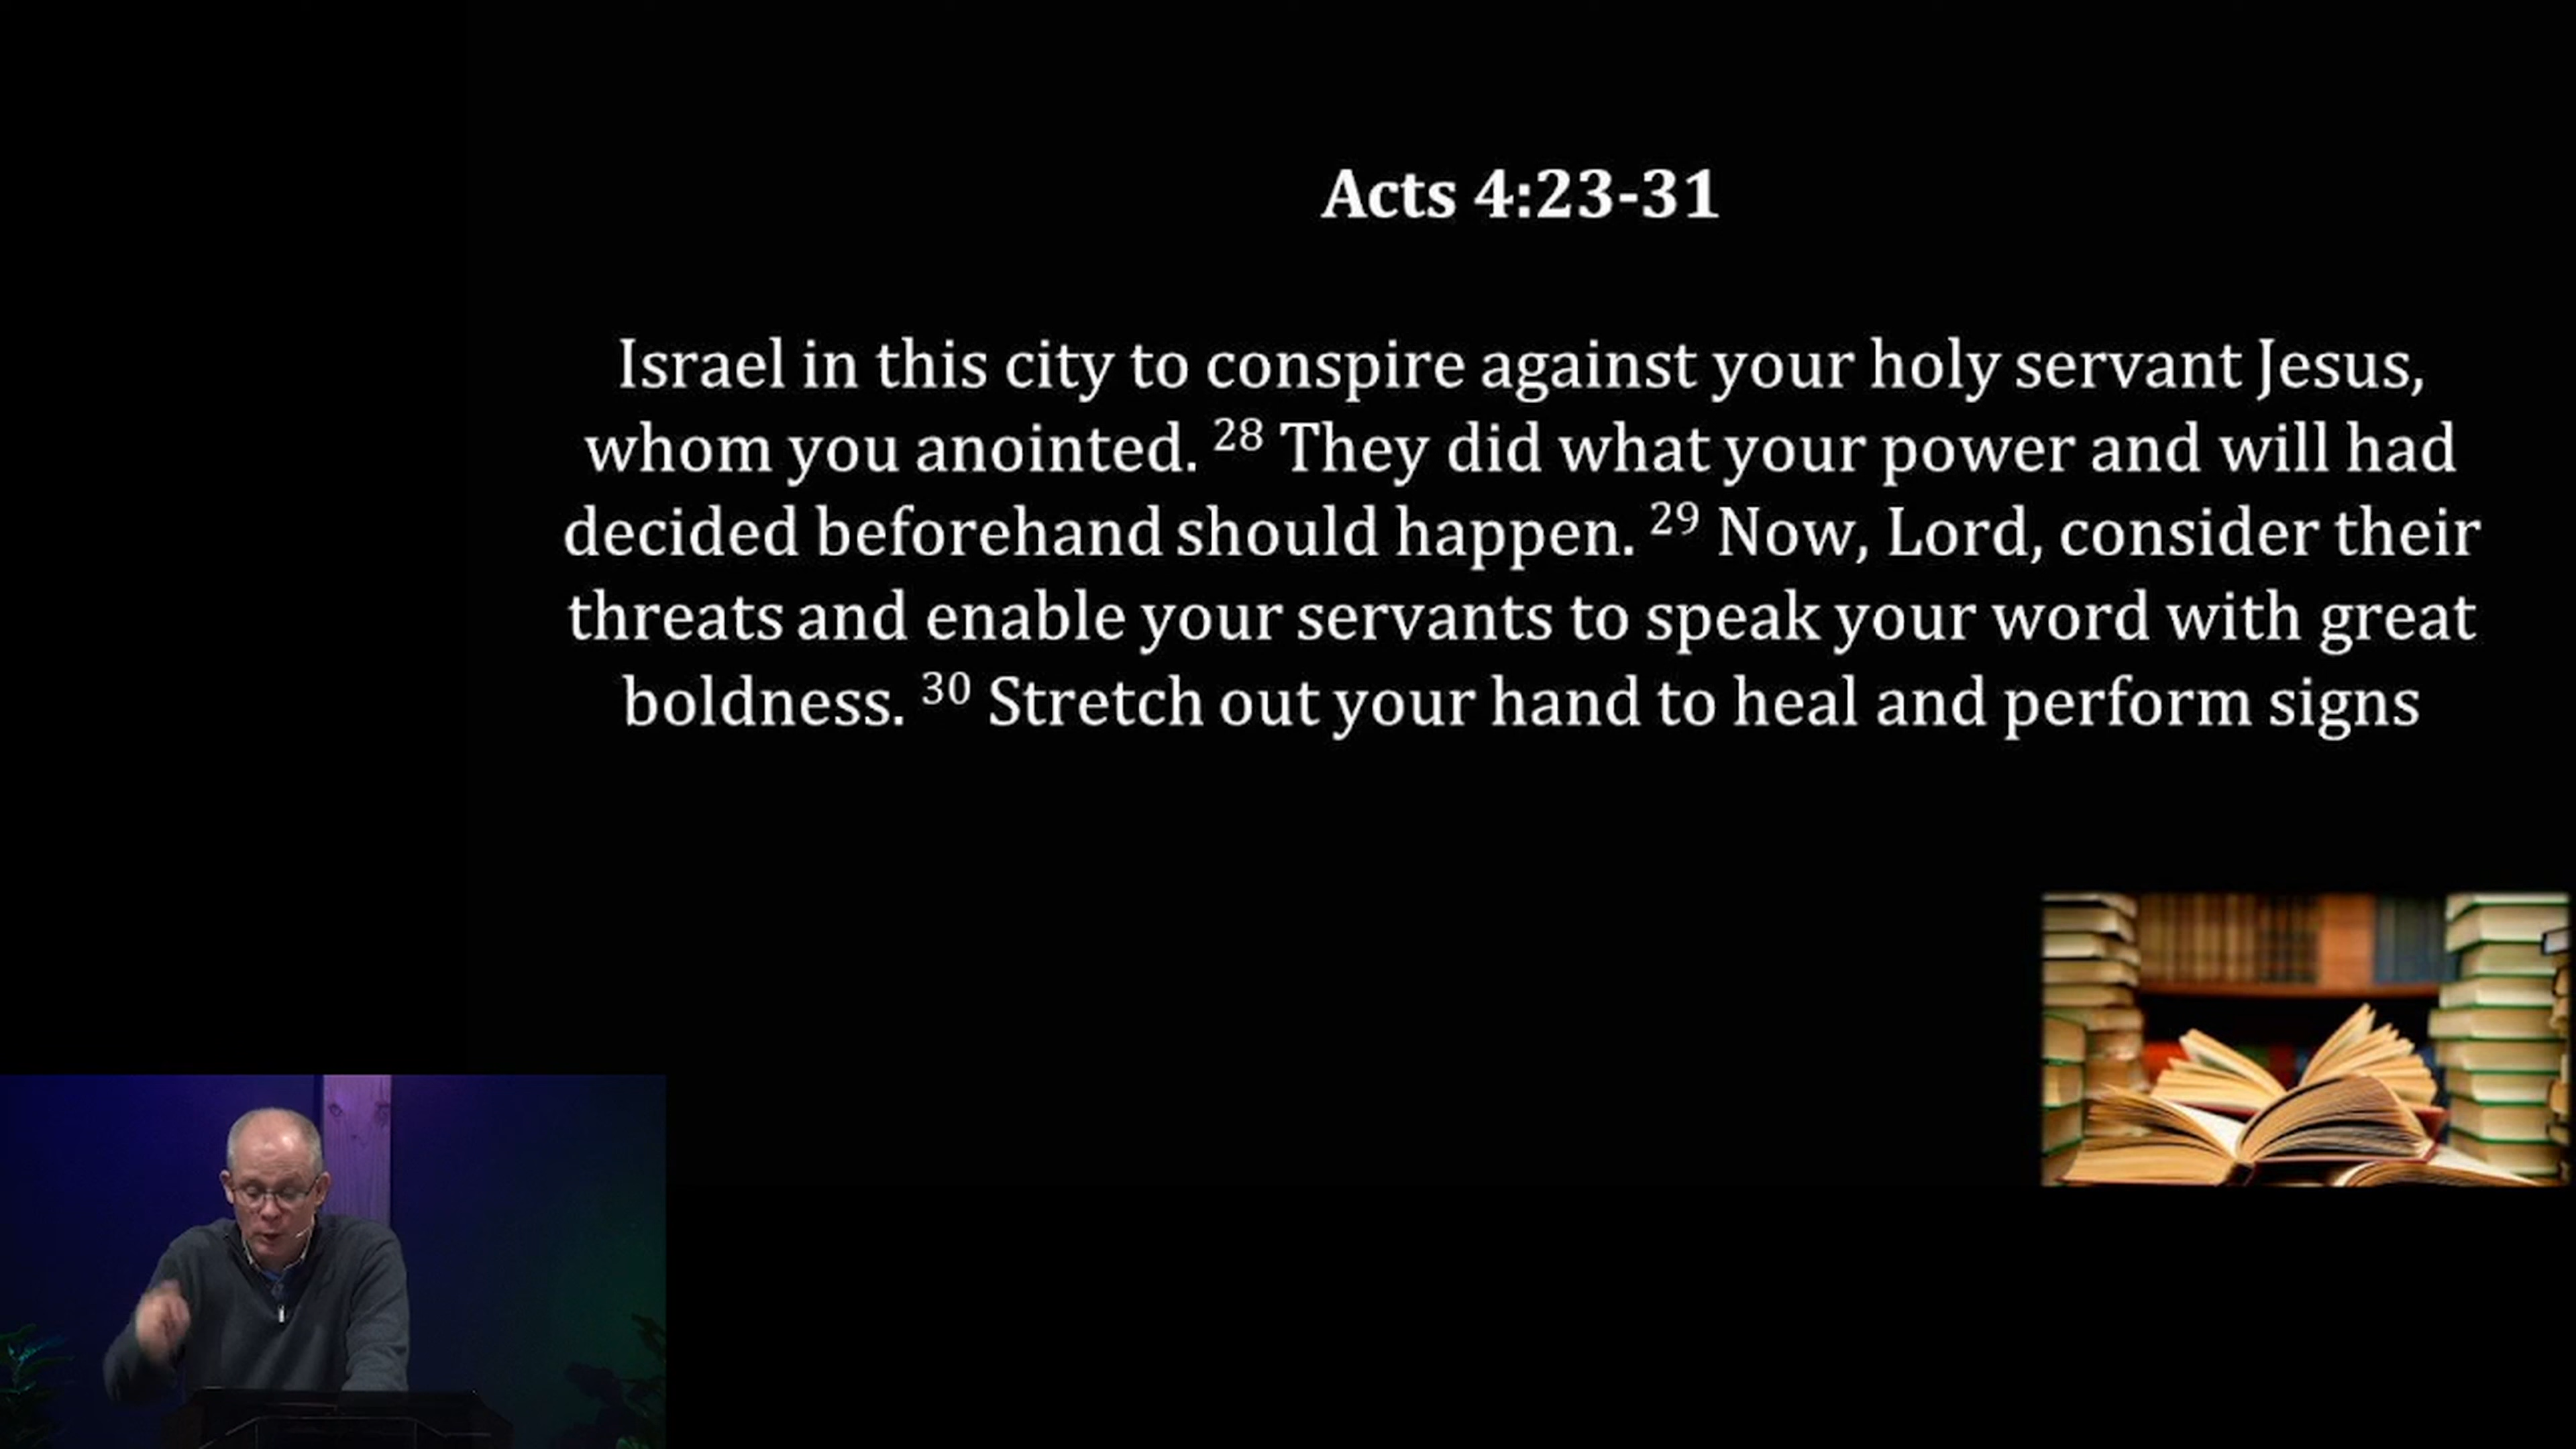 Acts 4:23-31
Israel in this city to conspire against your holy servant Jesus,
whom you anointed. 28 They did what your power and will had
decided beforehand should happen. 29 Now, Lord, consider their
threats and enable your servants to speak your word with great
boldness. 30 Stretch out your hand to heal and perform signs